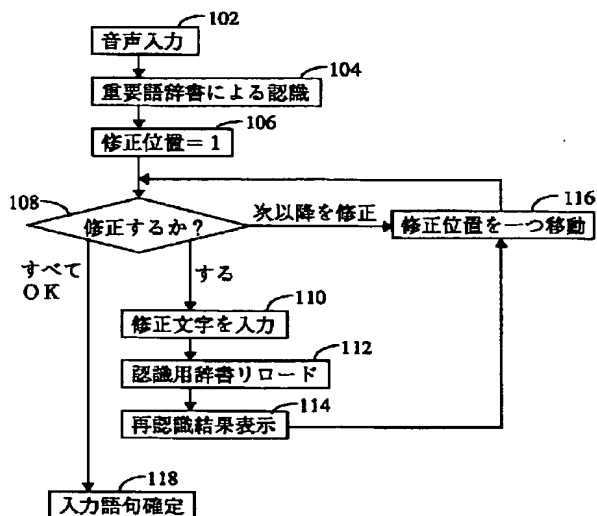 102
音声入力
104
重要語辞書による認識
106
修正位置＝1
108
修正するか？
次以降を修正
116
修正位置を一つ移動
すべて
ＯＫ
する
110
修正文字を入力
112
認識用辞書リロード
114
再認識結果表示
118
入力語句確定